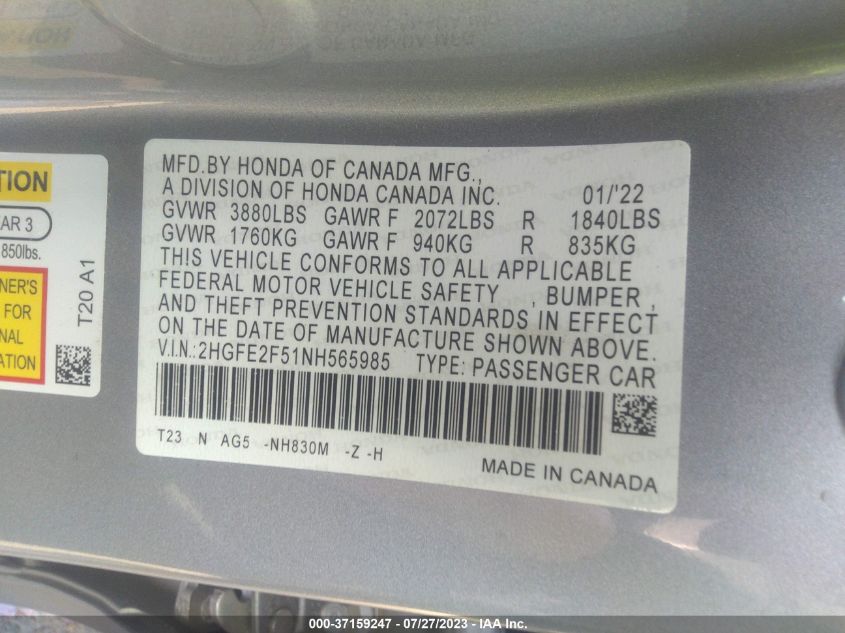 TION
AR 3
850lbs.
NER'S
FOR
NAL
ATION
T20 A1
MFD.BY HONDA OF CANADA MFG.,
A DIVISION OF HONDA CANADA INC. 01/'22
GVWR 3880LBS GAWR F 2072LBS R 1840LBS
GVWR 1760KG GAWR F 940KG R 835KG
THIS VEHICLE CONFORMS TO ALL APPLICABLE
FEDERAL MOTOR VEHICLE SAFETY , BUMPER ,
AND THEFT PREVENTION STANDARDS IN EFFECT
ON THE DATE OF MANUFACTURE SHOWN ABOVE.
V.I.N.:2HGFE2F51NH565985 TYPE: PASSENGER CAR
T23 N AG5 -NH830M -Z -H
MADE IN CANADA
000-37159247 - 07/27/2023 - IAA Inc.